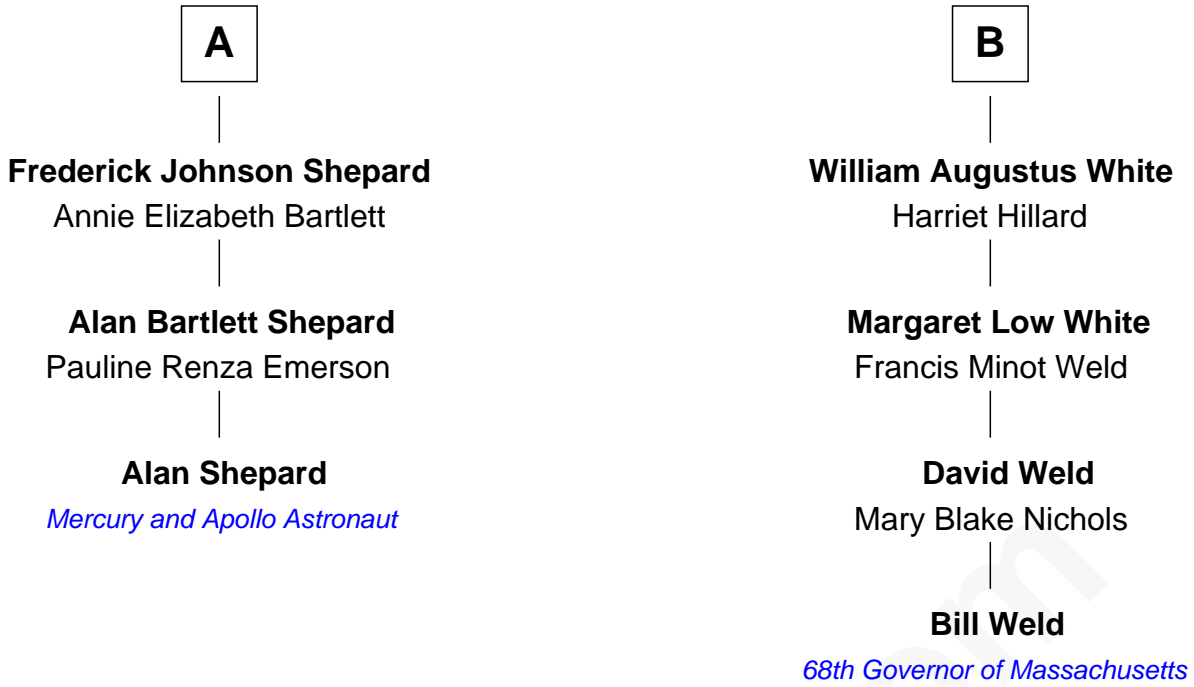 A
Frederick Johnson Shepard
Annie Elizabeth Bartlett
Alan Bartlett Shepard
Pauline Renza Emerson
Alan Shepard
Mercury and Apollo Astronaut
B
William Augustus White
Harriet Hillard
Margaret Low White
Francis Minot Weld
David Weld
Mary Blake Nichols
Bill Weld
68th Governor of Massachusetts